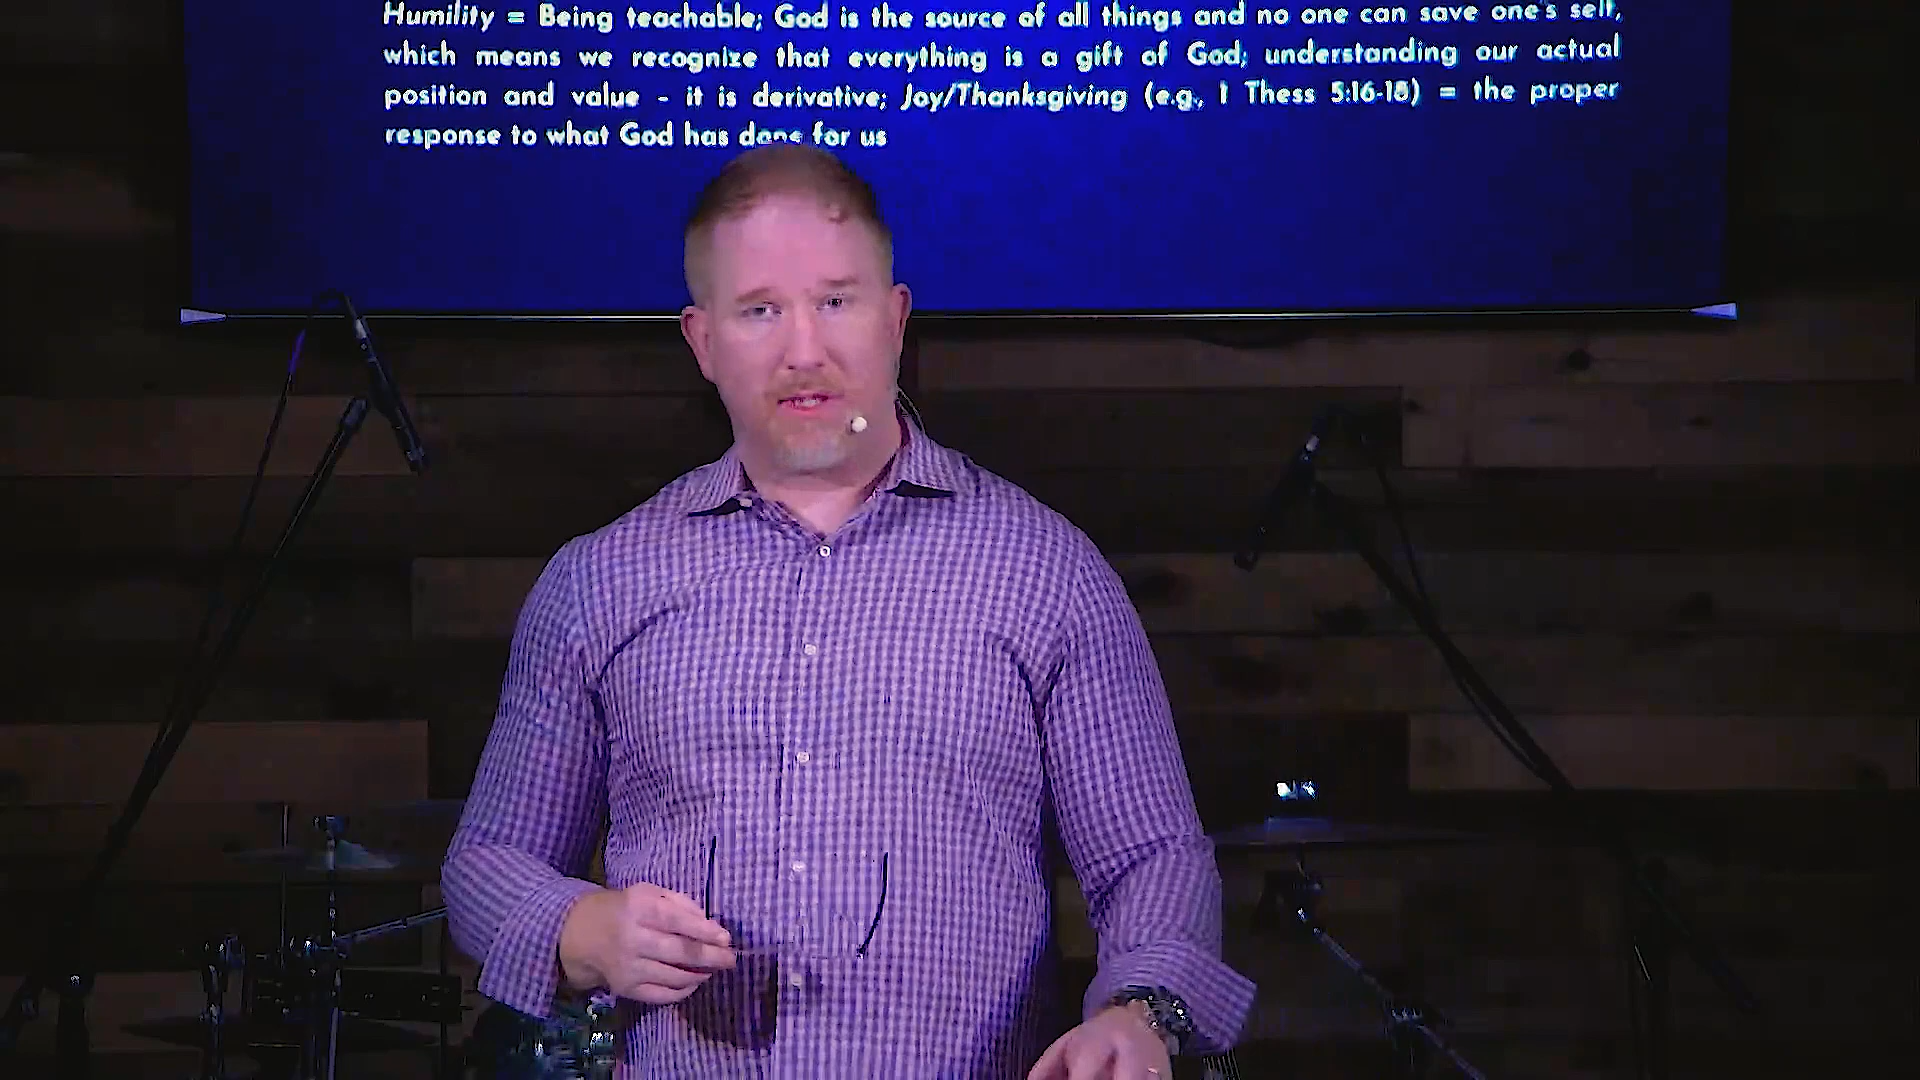 Humility = Being teachable; God is the source of all things and no one can save one's self,
which means we recognize that everything is a gift of God; understanding our actual
position and value - it is derivative; Joy/Thanksgiving (e.g., 1 Thess 5:16-18) = the proper
response to what God has done for us